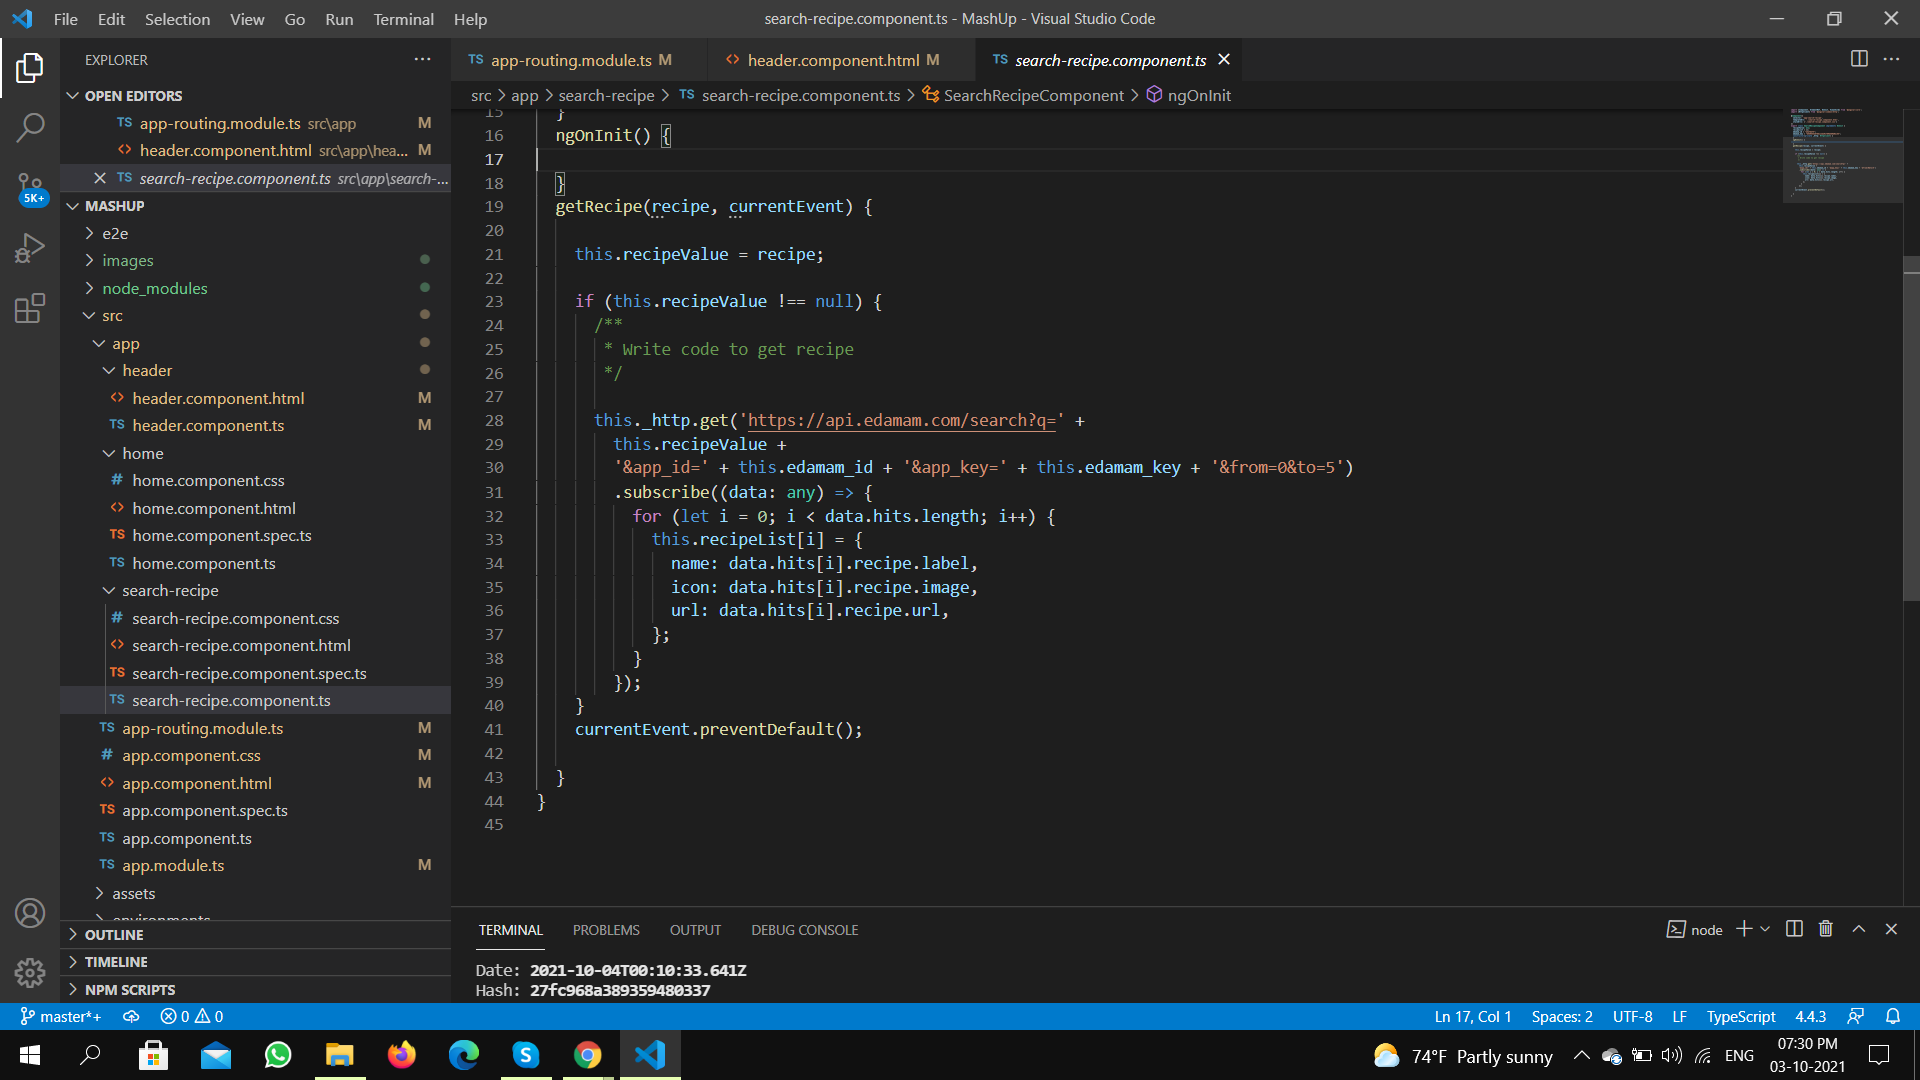 File Edit Selection View Go Run Terminal Help
search-recipe.component.ts - MashUp - Visual Studio Code
EXPLORER
OPEN EDITORS
TS app-routing.module.ts src\app M
<> header.component.html src\app\hea... M
TS search-recipe.component.ts src\app\search-...
5K+
MASHUP
e2e
images
node_modules
src
app
header
<> header.component.html M
TS header.component.ts M
home
# home.component.css
<> home.component.html
TS home.component.spec.ts
TS home.component.ts
search-recipe
# search-recipe.component.css
<> search-recipe.component.html
TS search-recipe.component.spec.ts
TS search-recipe.component.ts
TS app-routing.module.ts M
# app.component.css M
<> app.component.html M
TS app.component.spec.ts
TS app.component.ts
TS app.module.ts M
assets
environments
OUTLINE
TIMELINE
NPM SCRIPTS
TS app-routing.module.ts M
<> header.component.html M
TS search-recipe.component.ts
src > app > search-recipe > TS search-recipe.component.ts > SearchRecipeComponent > ngOnInit
15 }
16 ngOnInit() {
17
18 }
19 getRecipe(recipe, currentEvent) {
20
21 this.recipeValue = recipe;
22
23 if (this.recipeValue !== null) {
24 /**
25 * Write code to get recipe
26 */
27
28 this._http.get('https://api.edamam.com/search?q=' +
29 this.recipeValue +
30 '&app_id=' + this.edamam_id + '&app_key=' + this.edamam_key + '&from=0&to=5')
31 .subscribe((data: any) => {
32 for (let i = 0; i < data.hits.length; i++) {
33 this.recipeList[i] = {
34 name: data.hits[i].recipe.label,
35 icon: data.hits[i].recipe.image,
36 url: data.hits[i].recipe.url,
37 };
38 }
39 });
40 }
41 currentEvent.preventDefault();
42
43 }
44 }
45
TERMINAL PROBLEMS OUTPUT DEBUG CONSOLE
node
Date: 2021-10-04T00:10:33.641Z
Hash: 27fc968a389359480337
master*+ 0 0
Ln 17, Col 1 Spaces: 2 UTF-8 LF TypeScript 4.4.3
74°F Partly sunny
ENG
07:30 PM
03-10-2021